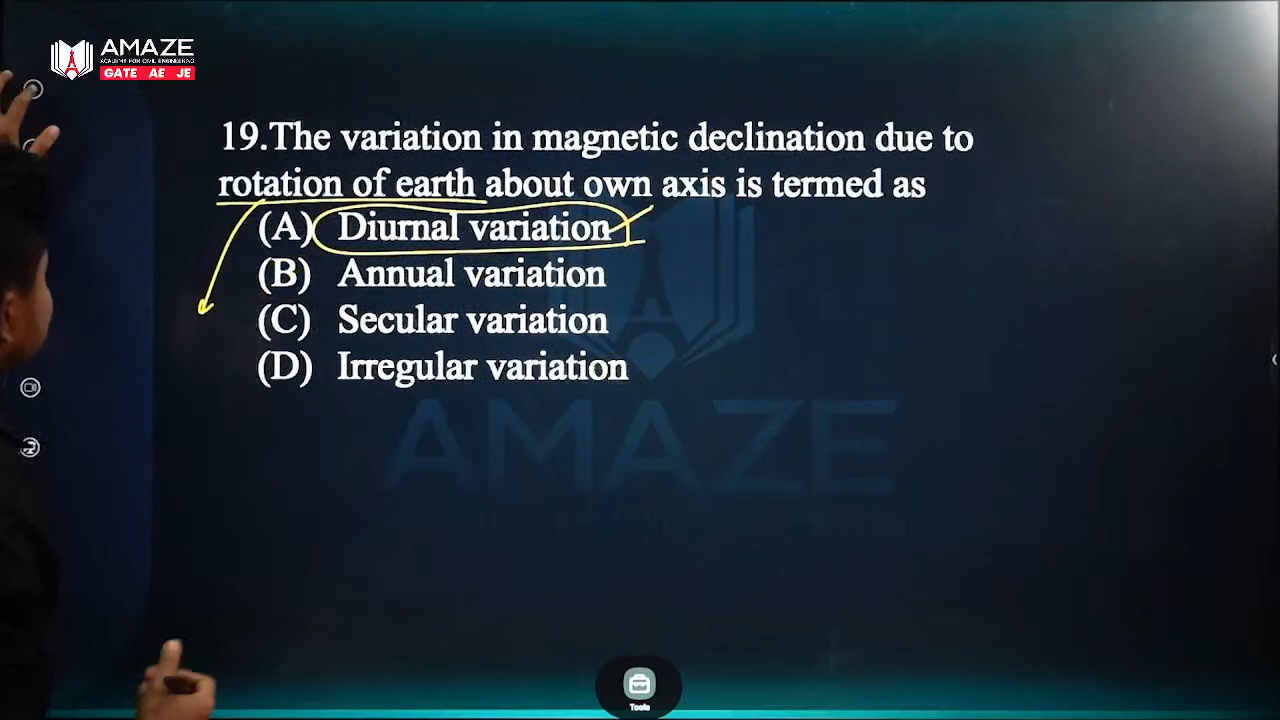 AMAZE
ACADEMY FOR CIVIL ENGINEERING
GATE AE JE
19.The variation in magnetic declination due to
rotation of earth about own axis is termed as
(A) Diurnal variation
(B) Annual variation
(C) Secular variation
(D) Irregular variation
AMAZE
Tools